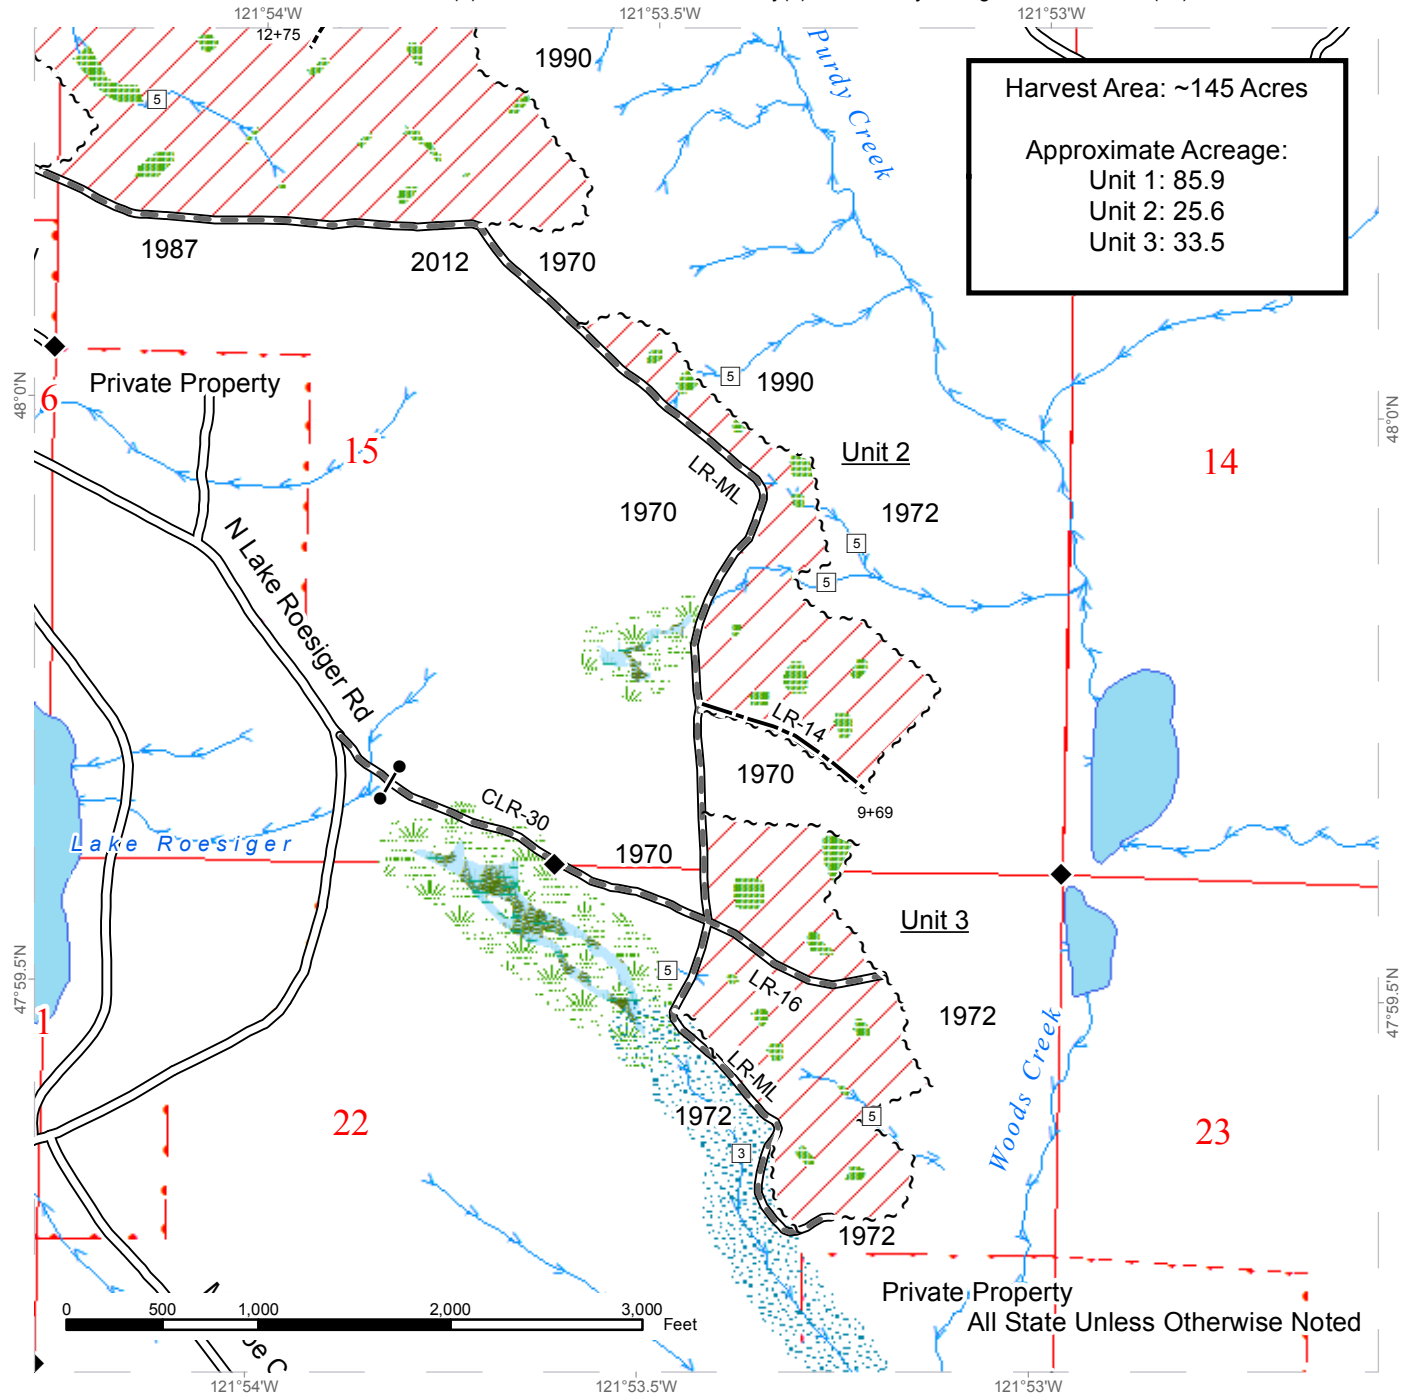 121°54'W
121°53.5'W
121°53'W
12+75
1990
Purdy Creek
Harvest Area: ~145 Acres
Approximate Acreage:
Unit 1: 85.9
Unit 2: 25.6
Unit 3: 33.5
5
1987
2012
1970
Private Property
5
1990
48°0'N
6
15
Unit 2
14
48°0'N
LR-ML
1970
1972
5
5
N Lake Roesiger Rd
LR-14
1970
9+69
CLR-30
Lake Roesiger
1970
Unit 3
5
LR-16
47°59.5'N
1
1972
47°59.5'N
LR-ML
Woods Creek
22
1972
5
23
3
1972
Private Property
All State Unless Otherwise Noted
0
500
1,000
2,000
3,000
Feet
121°54'W
121°53.5'W
121°53'W